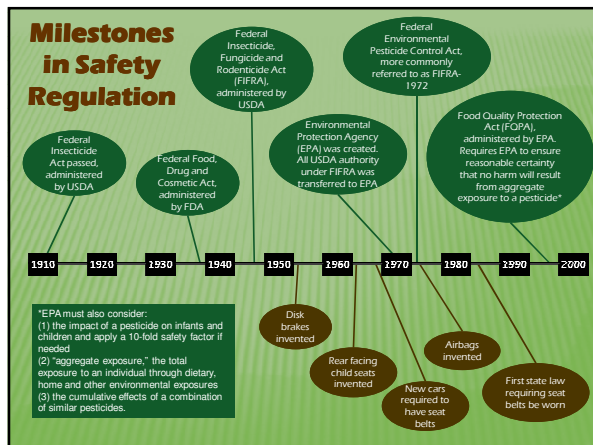 Milestones
in Safety
Regulation
Federal
Insecticide
Act passed,
administered
by USDA
Federal Food,
Drug and
Cosmetic Act,
administered
by FDA
Federal
Insecticide,
Fungicide and
Rodenticide Act
(FIFRA),
administered by
USDA
Environmental
Protection Agency
(EPA) was created.
All USDA authority
under FIFRA was
transferred to EPA
Federal
Environmental
Pesticide Control Act,
more commonly
referred to as FIFRA-
1972
Food Quality Protection
Act (FQPA),
administered by EPA.
Requires EPA to ensure
reasonable certainty
that no harm will result
from aggregate
exposure to a pesticide*
1910 1920 1930 1940 1950 1960 1970 1980 1990 2000
*EPA must also consider:
(1) the impact of a pesticide on infants and
children and apply a 10-fold safety factor if
needed
(2) "aggregate exposure," the total
exposure to an individual through dietary,
home and other environmental exposures
(3) the cumulative effects of a combination
of similar pesticides.
Disk
brakes
invented
Rear facing
child seats
invented
New cars
required to
have seat
belts
Airbags
invented
First state law
requiring seat
belts be worn